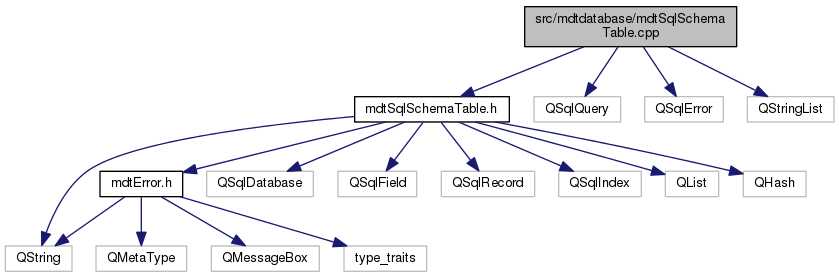 src/mdtdatabase/mdtSqlSchema
Table.cpp
mdtSqlSchemaTable.h
QSqlQuery
QSqlError
QStringList
mdtError.h
QSqlDatabase
QSqlField
QSqlRecord
QSqlIndex
QList
QHash
QString
QMetaType
QMessageBox
type_traits